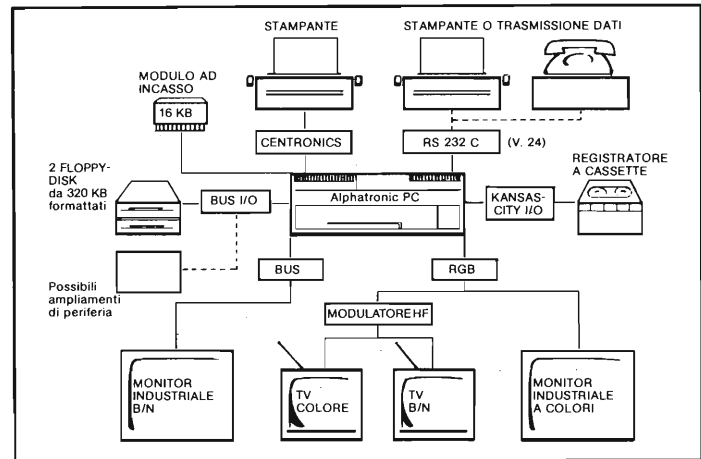 STAMPANTE
STAMPANTE O TRASMISSIONE DATI
MODULO AD
INCASSO
16 KB
CENTRONICS
RS 232 C
(V. 24)
2 FLOPPY-
DISK
da 320 KB
formattati
BUS I/O
Alphatronic PC
KANSAS-
CITY I/O
REGISTRATORE
A CASSETTE
Possibili
ampliamenti
di periferia
BUS
RGB
MODULATORE HF
MONITOR
INDUSTRIALE
B/N
TV
COLORE
TV
B/N
MONITOR
INDUSTRIALE
A COLORI